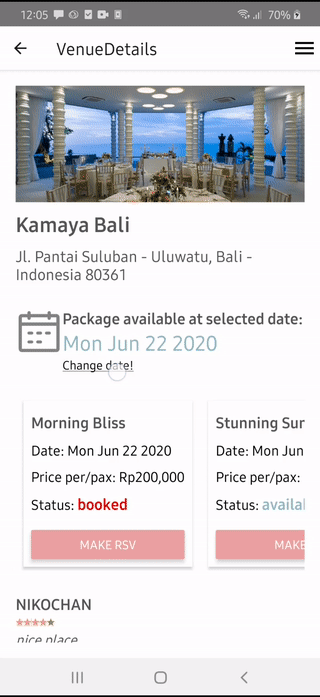 12:05 70%
VenueDetails
Kamaya Bali
Jl. Pantai Suluban - Uluwatu, Bali -
Indonesia 80361
Package available at selected date:
Mon Jun 22 2020
Change date!
Morning Bliss
Date: Mon Jun 22 2020
Price per/pax: Rp200,000
Status: booked
MAKE RSV
Stunning Sun
Date: Mon Jun
Price per/pax:
Status: availal
MAKE
NIKOCHAN
nice place